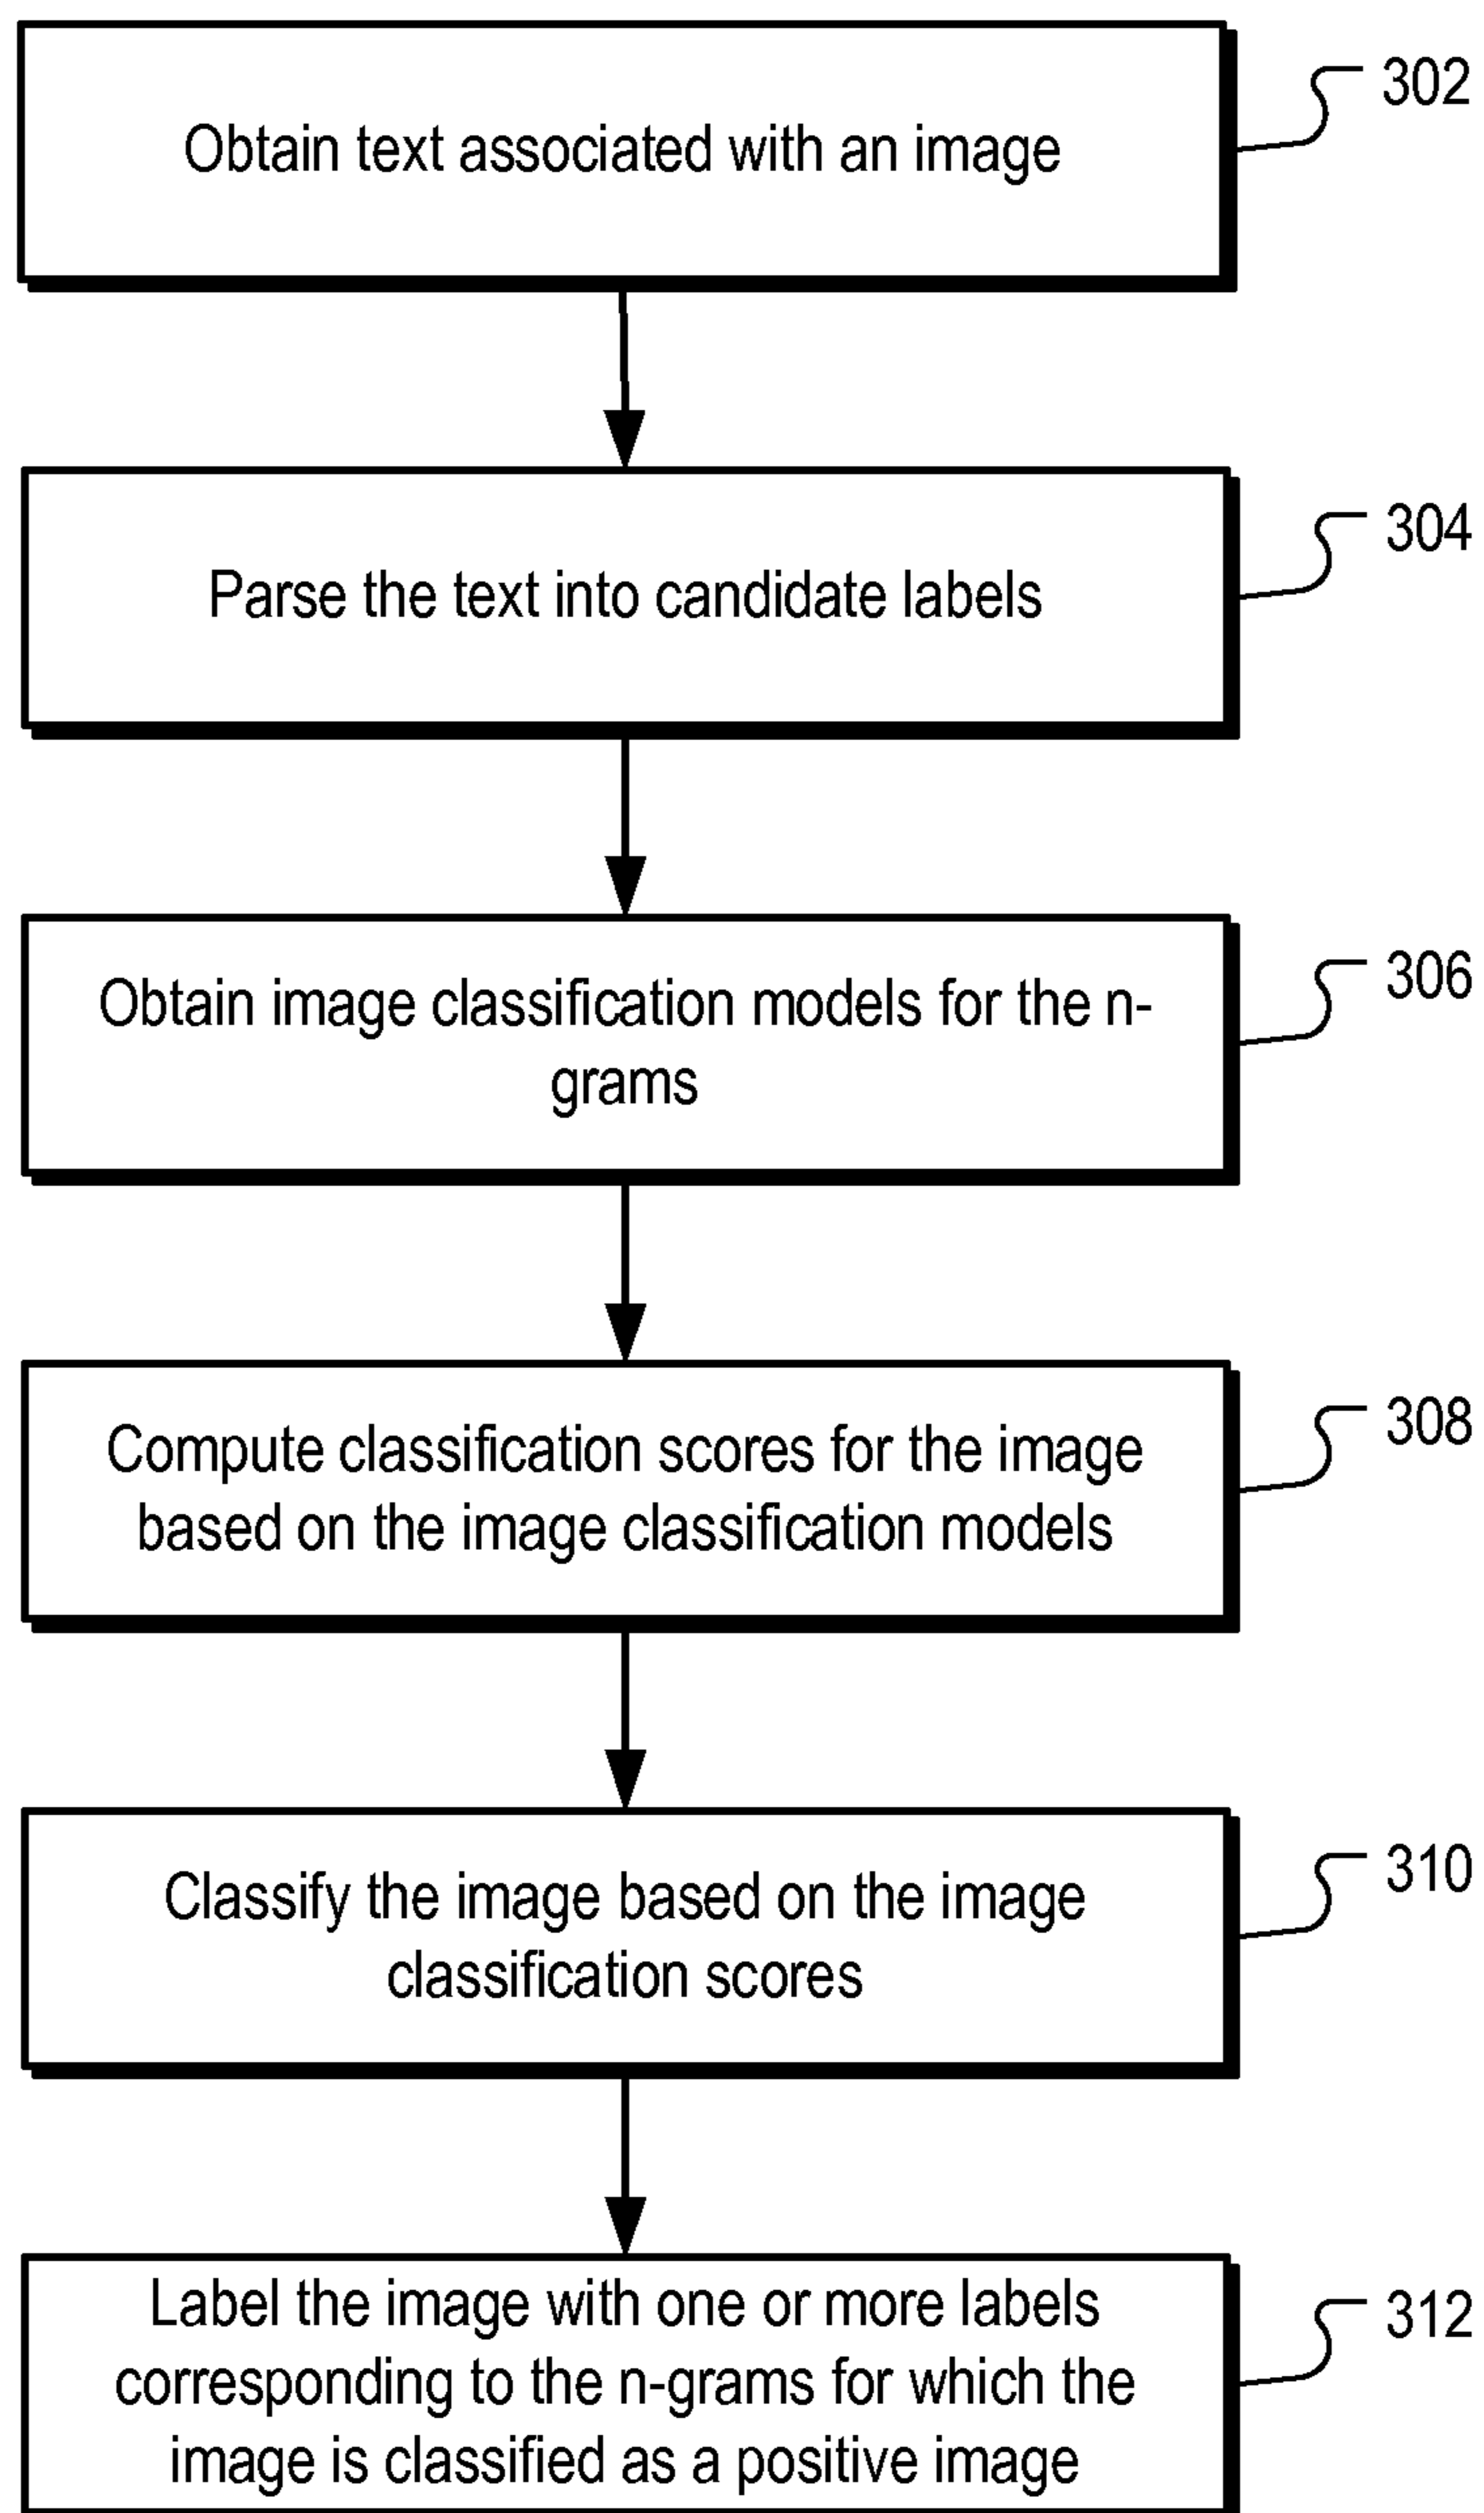 Obtain text associated with an image
302
Parse the text into candidate labels
304
Obtain image classification models for the n-
grams
306
Compute classification scores for the image
based on the image classification models
308
Classify the image based on the image
classification scores
310
Label the image with one or more labels
corresponding to the n-grams for which the
image is classified as a positive image
312